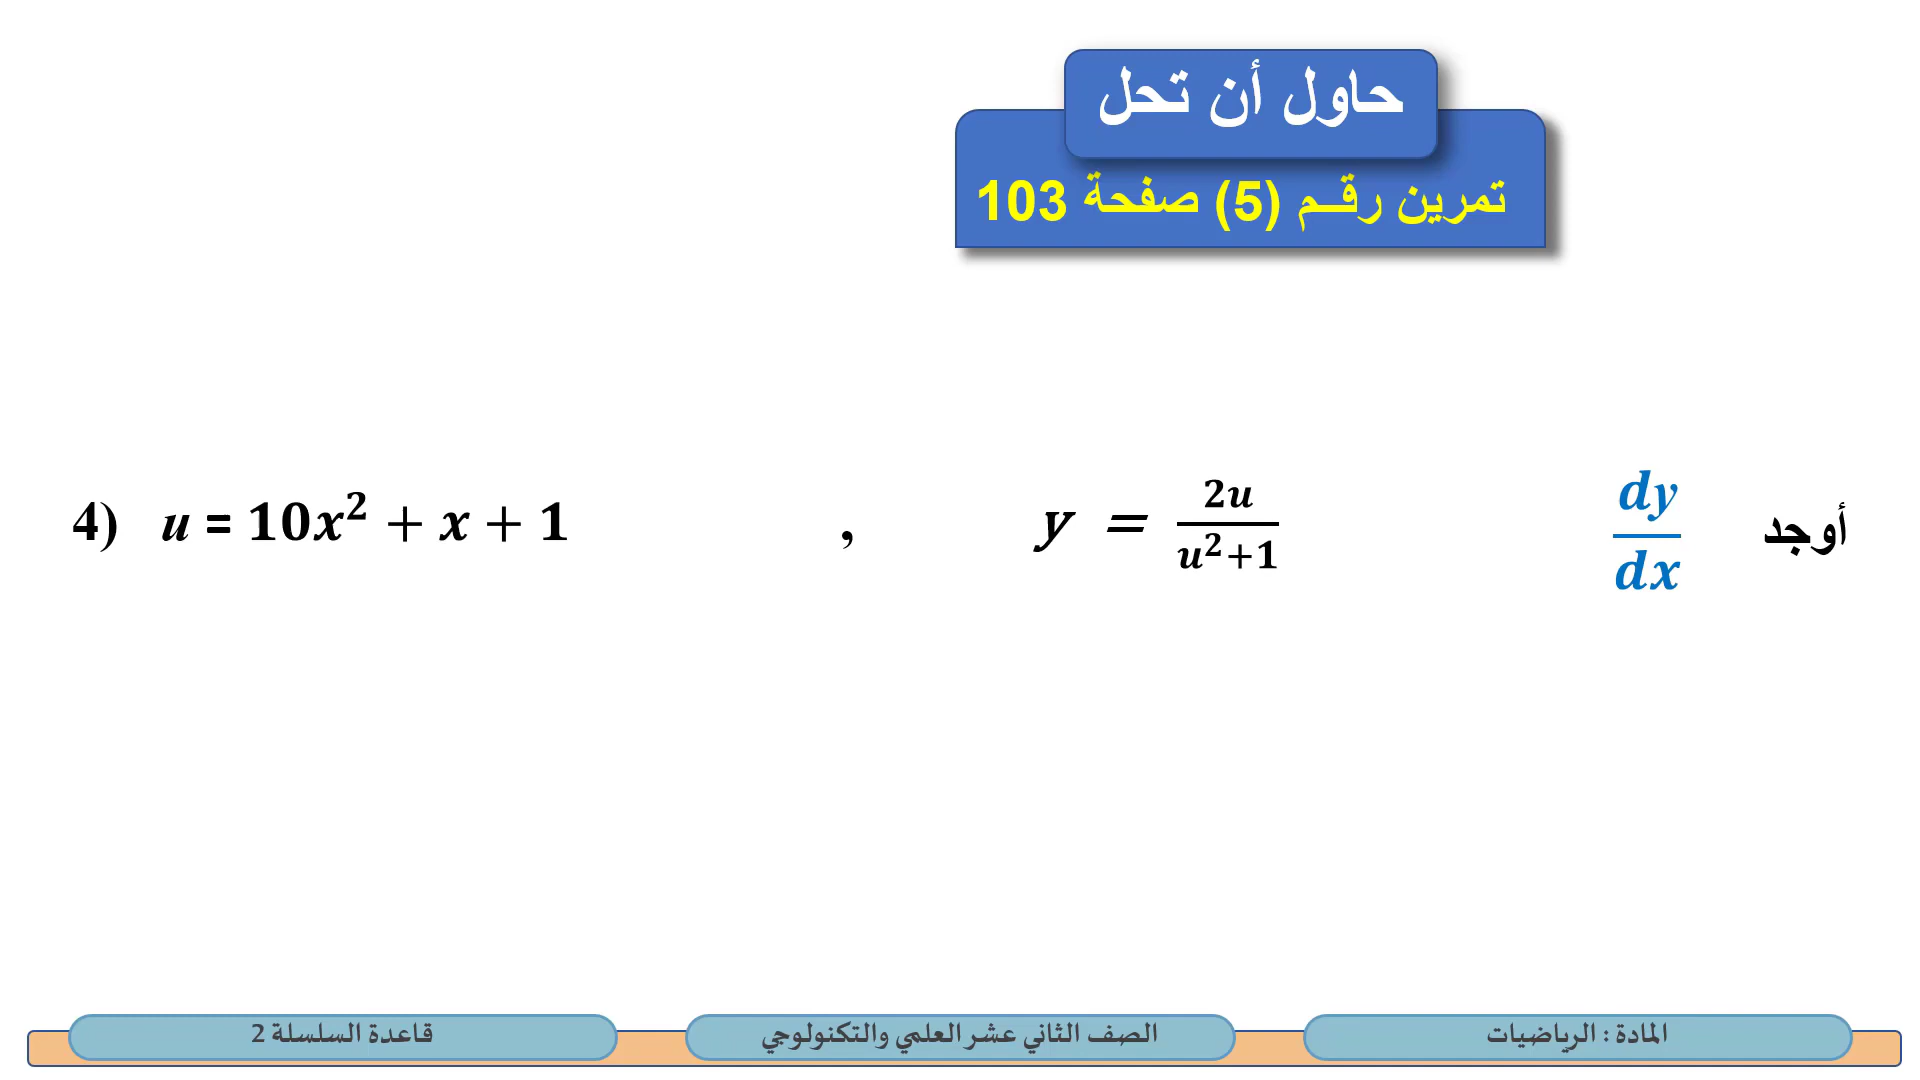 حاول أن تحل
تمرين رقـــم (5) صفحة 103
4) u = 10x² + x + 1 , y = 2u/(u²+1) dy/dx أوجد
المادة : الرياضيات
الصف الثاني عشر العلمي والتكنولوجي
قاعدة السلسلة 2